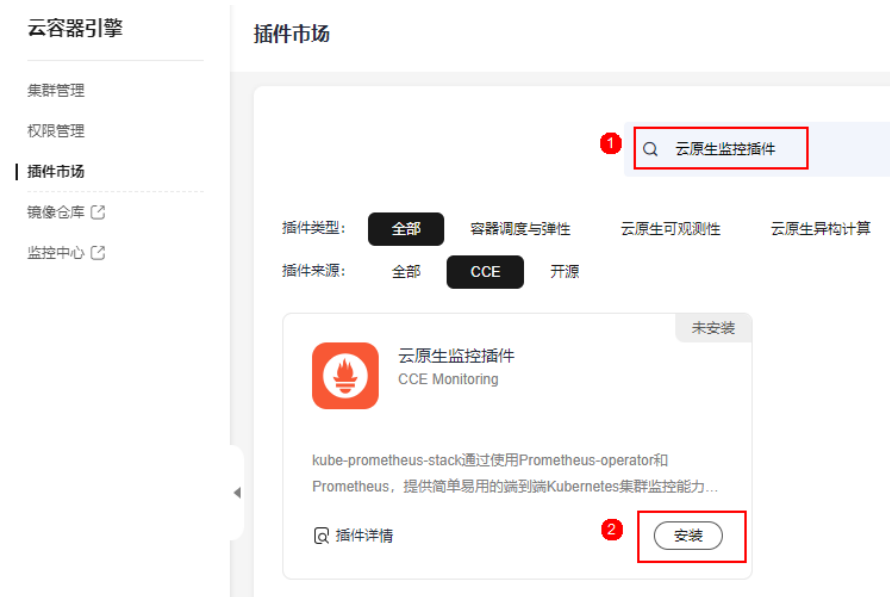 云容器引擎
集群管理
权限管理
插件市场
镜像仓库
监控中心
插件市场
1
云原生监控插件
插件类型： 全部 容器调度与弹性 云原生可观测性 云原生异构计算
插件来源： 全部 CCE 开源
未安装
云原生监控插件
CCE Monitoring
kube-prometheus-stack通过使用Prometheus-operator和
Prometheus，提供简单易用的端到端Kubernetes集群监控能力…
插件详情
2
安装